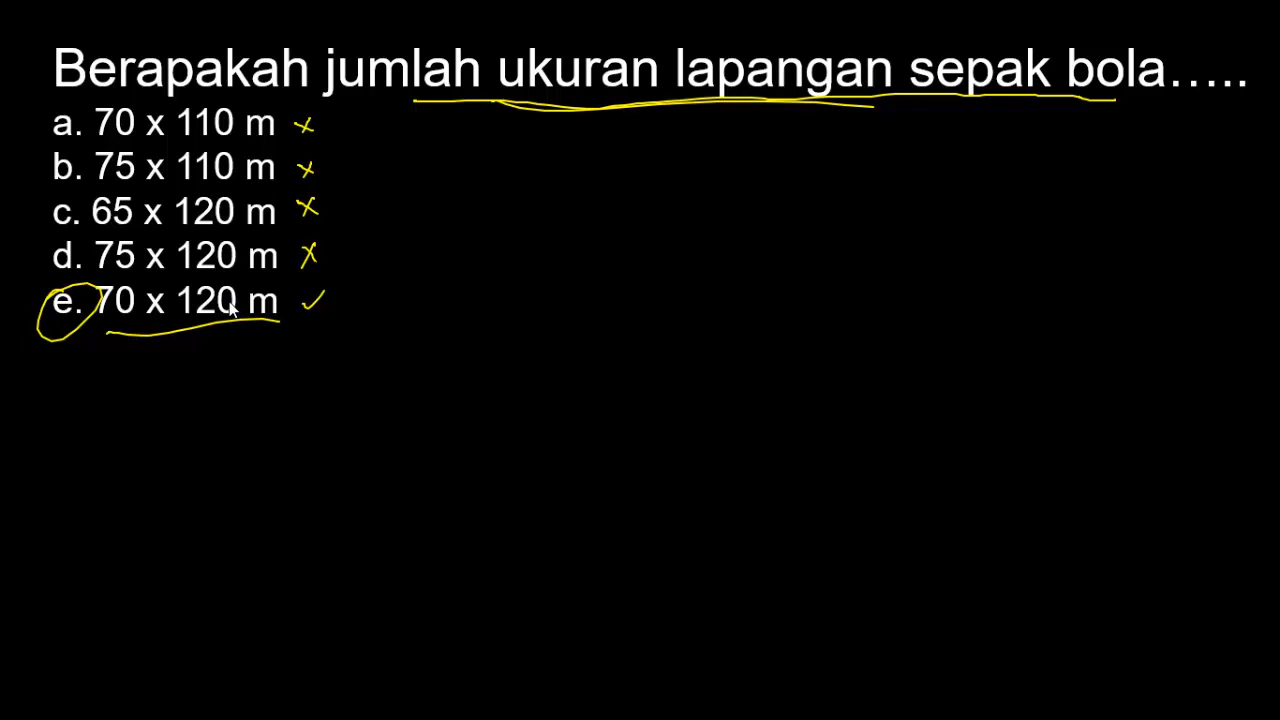 Berapakah jumlah ukuran lapangan sepak bola…..
a. 70 x 110 m
b. 75 x 110 m
c. 65 x 120 m
d. 75 x 120 m
e. 70 x 120 m